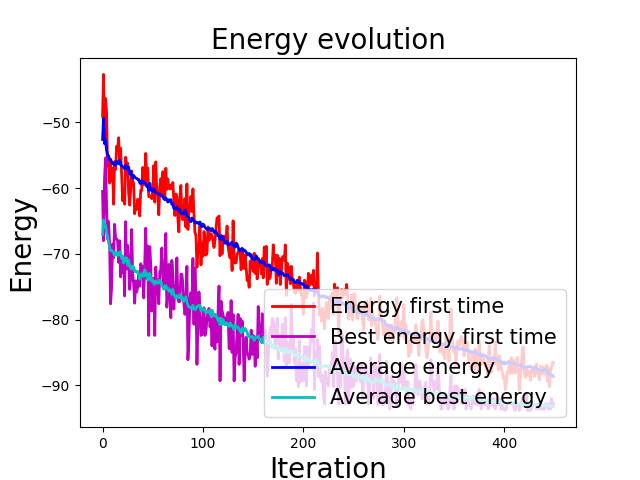 Energy evolution
Energy
−50
−60
−70
−80
−90
Energy first time
Best energy first time
Average energy
Average best energy
0 100 200 300 400
Iteration